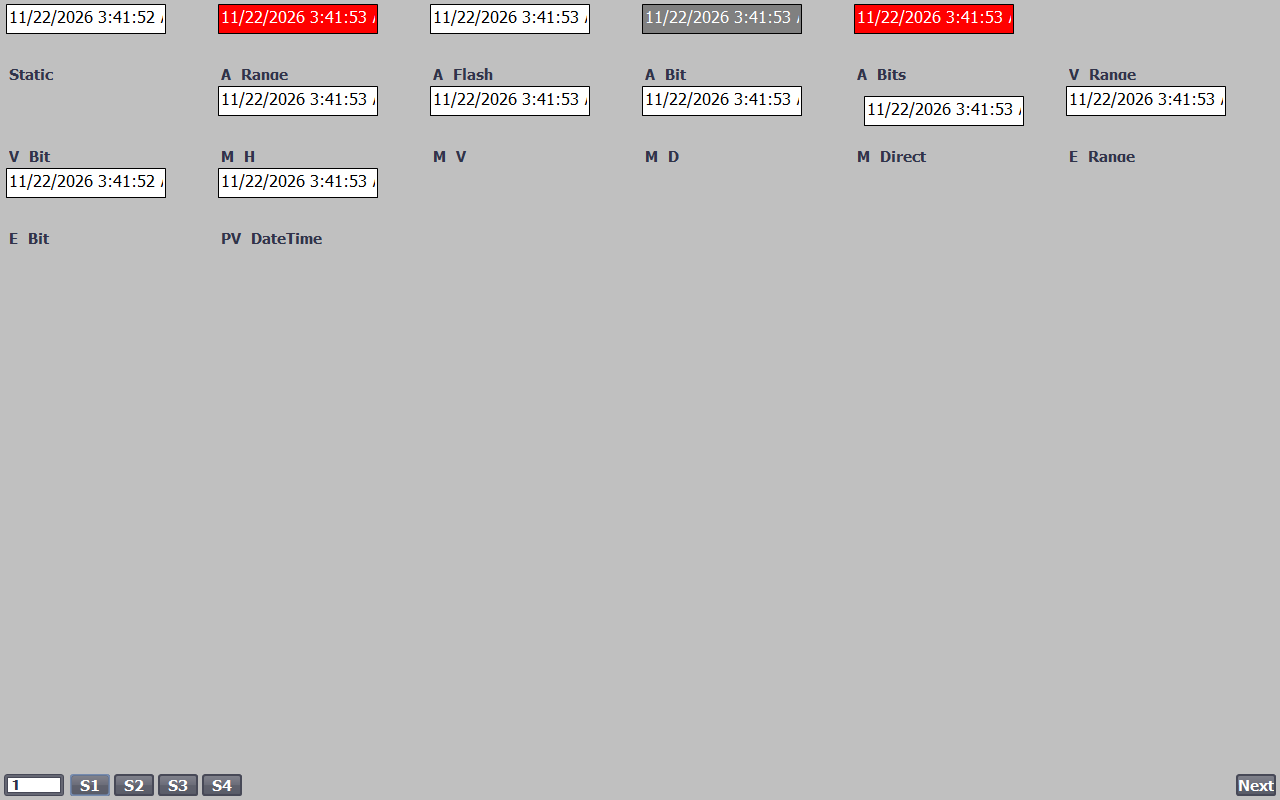 11/22/2026 3:41:52 11/22/2026 3:41:53 11/22/2026 3:41:53 11/22/2026 3:41:53 11/22/2026 3:41:53
Static A Range A Flash A Bit A Bits V Range
11/22/2026 3:41:53 11/22/2026 3:41:53 11/22/2026 3:41:53 11/22/2026 3:41:53 11/22/2026 3:41:53
V Bit M H M V M D M Direct E Range
11/22/2026 3:41:52 11/22/2026 3:41:53
E Bit PV DateTime
1 S1 S2 S3 S4 Next